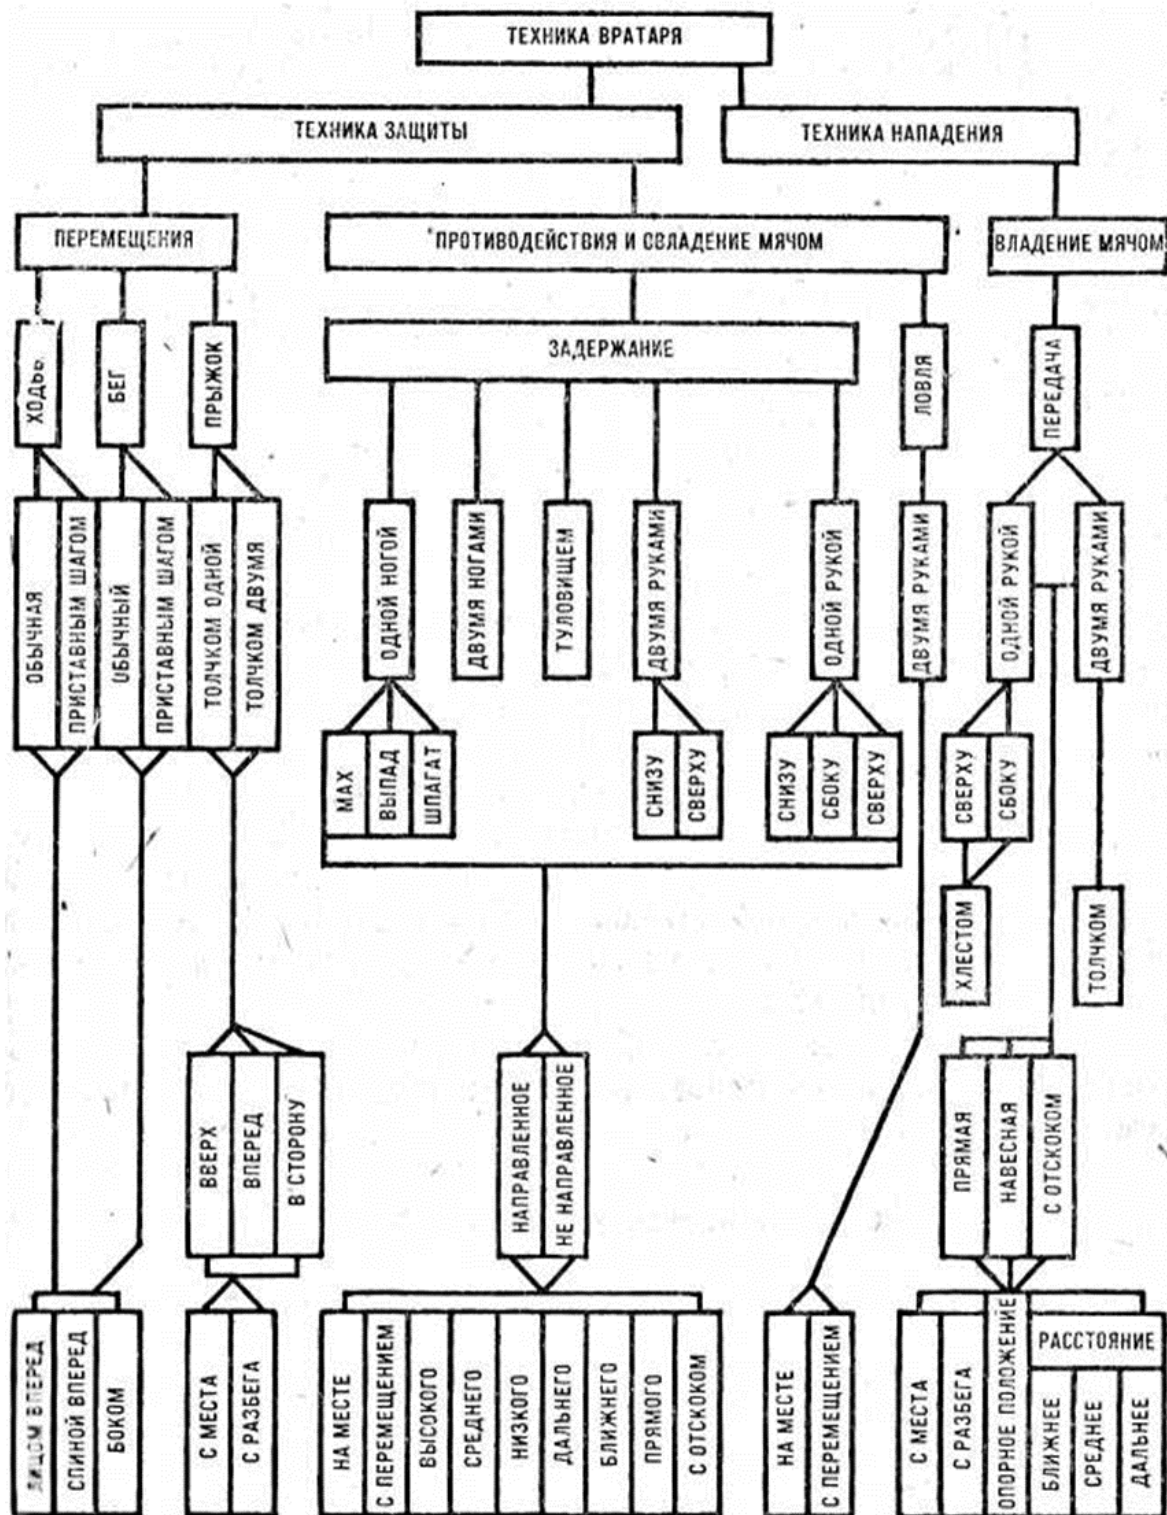 ТЕХНИКА ВРАТАРЯ
ТЕХНИКА ЗАЩИТЫ
ТЕХНИКА НАПАДЕНИЯ
ПЕРЕМЕЩЕНИЯ
ПРОТИВОДЕЙСТВИЯ И ОВЛАДЕНИЕ МЯЧОМ
ВЛАДЕНИЕ МЯЧОМ
ХОДЬБ
БЕГ
ПРЫЖОК
ЗАДЕРЖАНИЕ
ЛОВЛЯ
ПЕРЕДАЧА
ОБЫЧНАЯ
ПРИСТАВНЫМ ШАГОМ
ОБЫЧНЫЙ
ПРИСТАВНЫМ ШАГОМ
ТОЛЧКОМ ОДНОЙ
ТОЛЧКОМ ДВУМЯ
ОДНОЙ НОГОЙ
ДВУМЯ НОГАМИ
ТУЛОВИЩЕМ
ДВУМЯ РУКАМИ
ОДНОЙ РУКОЙ
ДВУМЯ РУКАМИ
ОДНОЙ РУКОЙ
ДВУМЯ РУКАМИ
МАХ
ВЫПАД
ШПАГАТ
СНИЗУ
СВЕРХУ
СНИЗУ
СБОКУ
СВЕРХУ
СВЕРХУ
СБОКУ
ХЛЕСТОМ
ТОЛЧКОМ
ВВЕРХ
ВПЕРЕД
В СТОРОНУ
НАПРАВЛЕННОЕ
НЕ НАПРАВЛЕННОЕ
ПРЯМАЯ
НАВЕСНАЯ
С ОТСКОКОМ
ЛИЦОМ ВПЕРЕД
СПИНОЙ ВПЕРЕД
БОКОМ
С МЕСТА
С РАЗБЕГА
НА МЕСТЕ
С ПЕРЕМЕЩЕНИЕМ
ВЫСОКОГО
СРЕДНЕГО
НИЗКОГО
ДАЛЬНЕГО
БЛИЖНЕГО
ПРЯМОГО
С ОТСКОКОМ
НА МЕСТЕ
С ПЕРЕМЕЩЕНИЕМ
С МЕСТА
С РАЗБЕГА
ОПОРНОЕ ПОЛОЖЕНИЕ
РАССТОЯНИЕ
БЛИЖНЕЕ
СРЕДНЕЕ
ДАЛЬНЕЕ